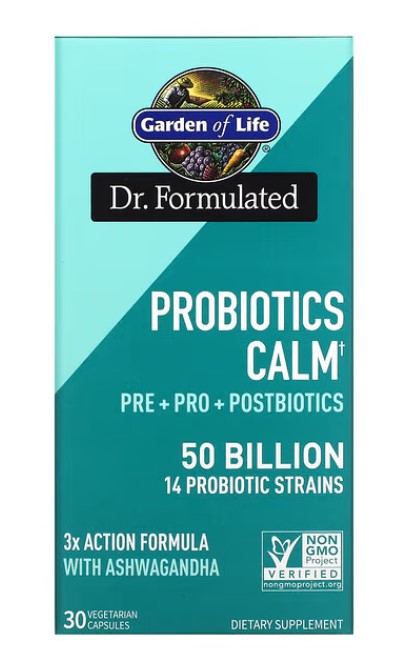 Garden of Life
®
Dr. Formulated
PROBIOTICS
CALM†
PRE + PRO + POSTBIOTICS
50 BILLION
14 PROBIOTIC STRAINS
3x ACTION FORMULA
WITH ASHWAGANDHA
NON
GMO
Project
VERIFIED
nongmoproject.org
30 VEGETARIAN
CAPSULES
DIETARY SUPPLEMENT